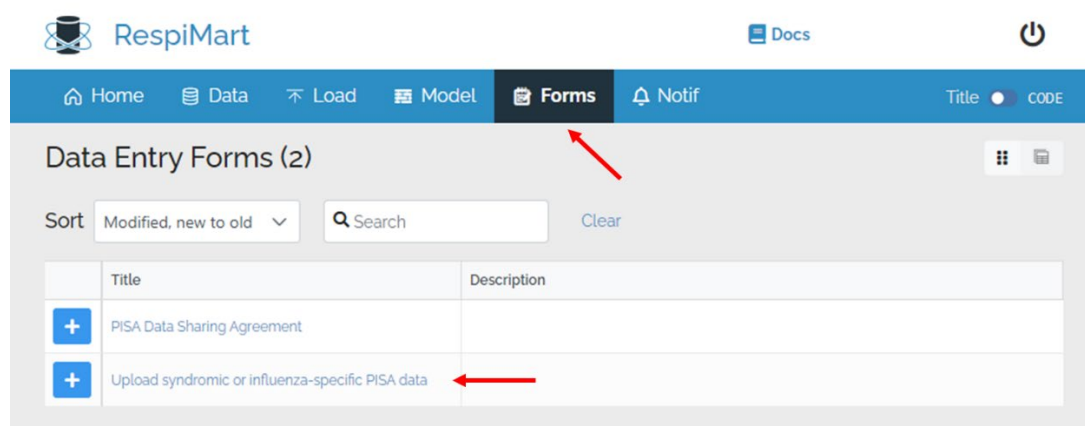 RespiMart Docs
Home Data Load Model Forms Notif Title CODE
Data Entry Forms (2)
Sort Modified, new to old Search Clear
Title Description
+ PISA Data Sharing Agreement
+ Upload syndromic or influenza-specific PISA data